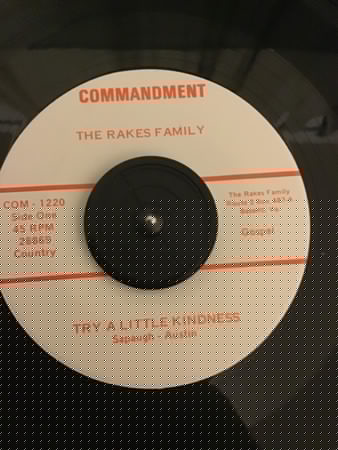 COMMANDMENT
THE RAKES FAMILY
COM - 1220
Side One
45 RPM
28869
Country
The Rakes Family
Gospel
TRY A LITTLE KINDNESS
Sapaugh - Austin